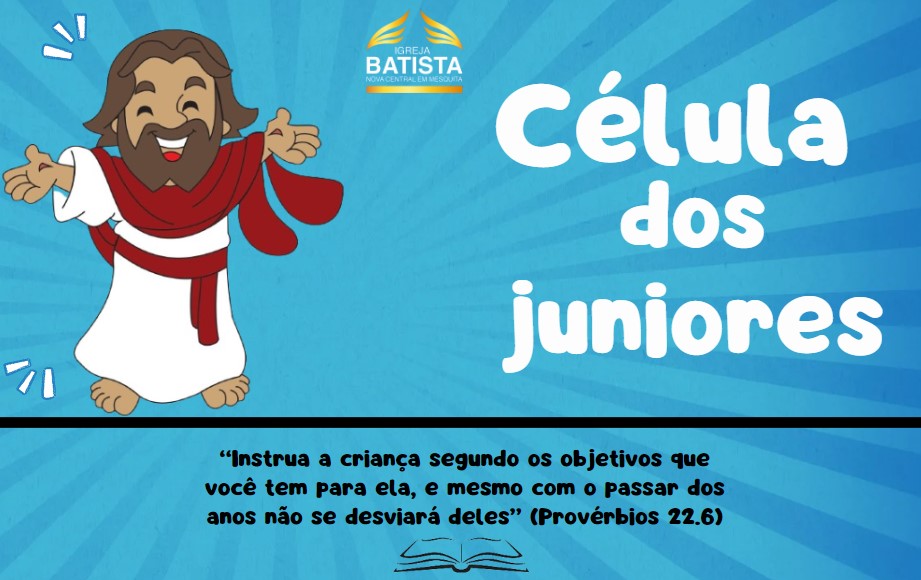 IGREJA
BATISTA
NOVA CENTRAL EM MESQUITA
Célula
dos
juniores
“Instrua a criança segundo os objetivos que
você tem para ela, e mesmo com o passar dos
anos não se desviará deles” (Provérbios 22.6)